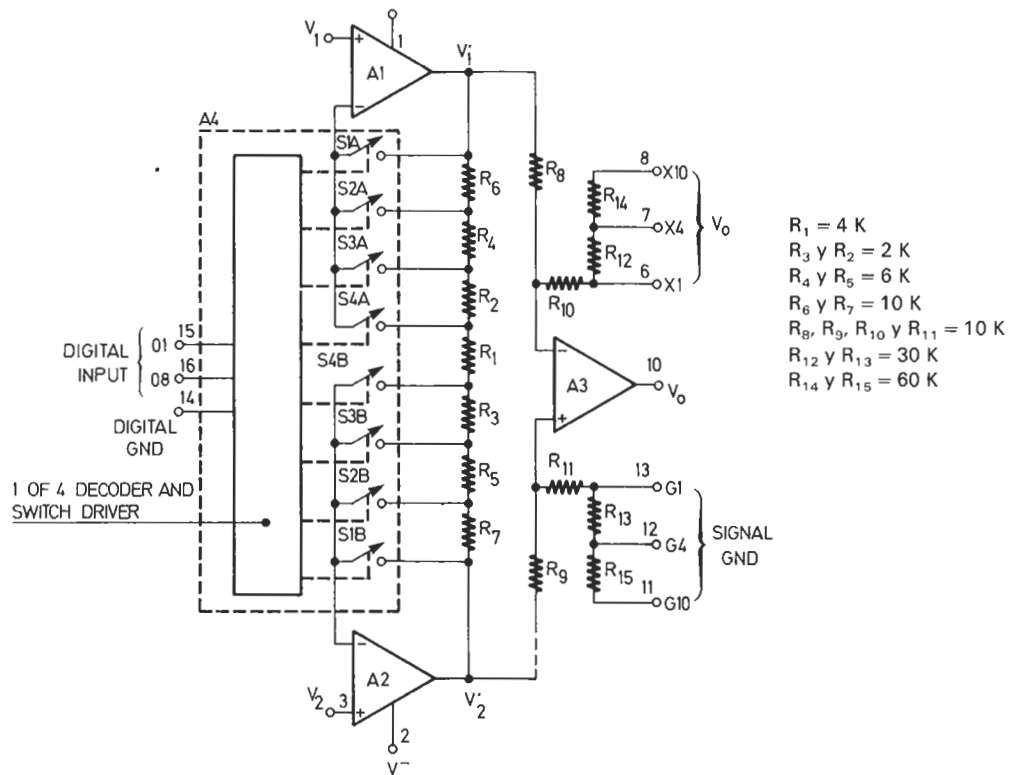 V1
+
1
A1
−
V'1
A4
S1A
S2A
S3A
S4A
S4B
S3B
S2B
S1B
R6
R4
R2
R1
R3
R5
R7
R8
R10
R14
R12
8 X10
7 X4
6 X1
V0
DIGITAL INPUT
15 01
16 08
14
DIGITAL GND
1 OF 4 DECODER AND
SWITCH DRIVER
−
A3
+
10
V0
R11
R13
R15
R9
13 G1
12 G4
11 G10
SIGNAL GND
−
A2
V2 3 +
2
V−
V'2
R1 = 4 K
R3 y R2 = 2 K
R4 y R5 = 6 K
R6 y R7 = 10 K
R8, R9, R10 y R11 = 10 K
R12 y R13 = 30 K
R14 y R15 = 60 K